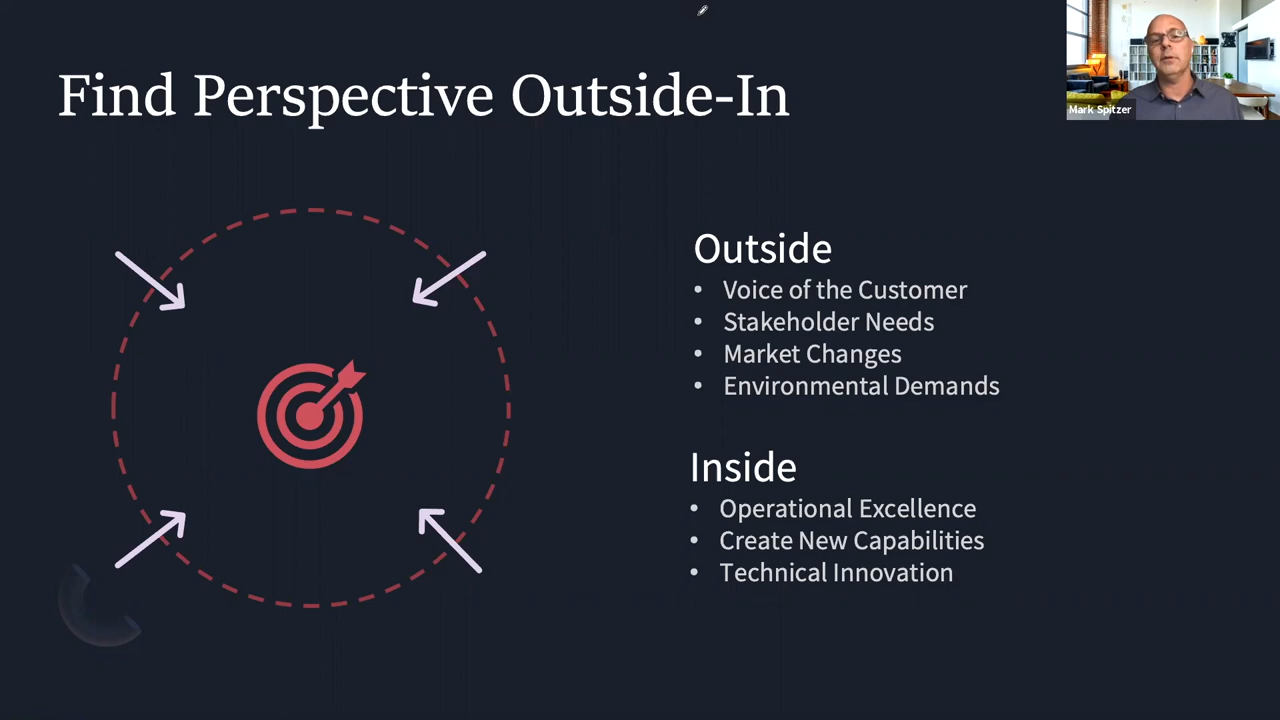 Find Perspective Outside-In
Mark Spitzer
Outside
• Voice of the Customer
• Stakeholder Needs
• Market Changes
• Environmental Demands
Inside
• Operational Excellence
• Create New Capabilities
• Technical Innovation